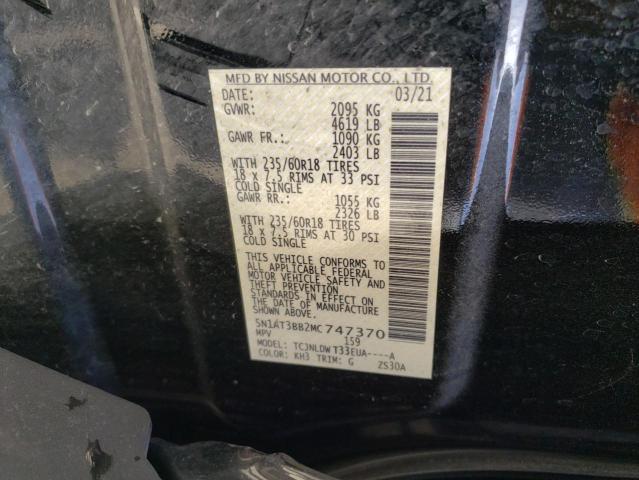 MFD BY NISSAN MOTOR CO., LTD.
DATE: 03/21
GVWR: 2095 KG
4619 LB
GAWR FR.: 1090 KG
2403 LB
WITH 235/60R18 TIRES
18 x 7.5 RIMS AT 33 PSI
COLD SINGLE
GAWR RR.: 1055 KG
2326 LB
WITH 235/60R18 TIRES
18 x 7.5 RIMS AT 30 PSI
COLD SINGLE
THIS VEHICLE CONFORMS TO
ALL APPLICABLE FEDERAL
MOTOR VEHICLE SAFETY AND
THEFT PREVENTION
STANDARDS IN EFFECT
ON THE DATE OF MANUFACTURE
SHOWN ABOVE.
5N1AT3BB2MC747370
MPV 159
MODEL: TCJNLDWT33EUA----A
COLOR: KH3 TRIM: G ZS30A